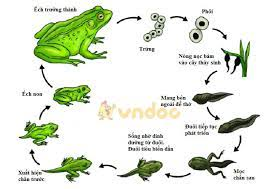 Ếch trưởng thành
Phôi
Trứng
Nòng nọc bám
vào cây thủy sinh
Mang bên
ngoài để thở
Đuôi tiếp tục
phát triển
Mọc
chân sau
Sống nhờ dinh
dưỡng từ đuôi.
Đuôi tiêu biến dần
Xuất hiện
chân trước
Ếch non
vndoc